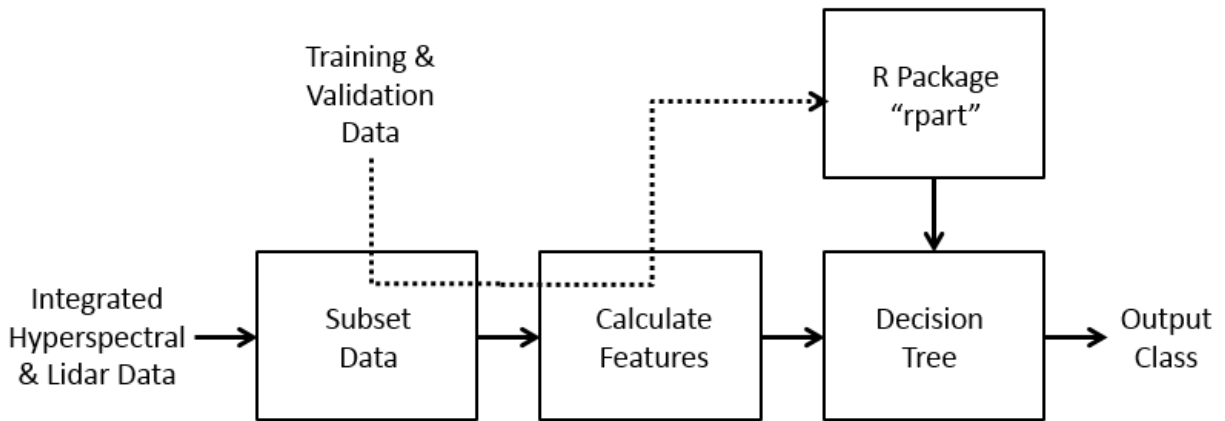 Training &
Validation
Data
R Package
“rpart”
Integrated
Hyperspectral
& Lidar Data
Subset
Data
Calculate
Features
Decision
Tree
Output
Class